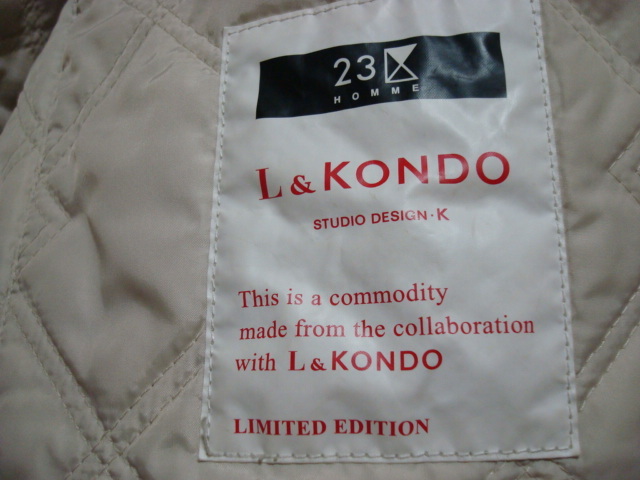 23
HOMME
L & KONDO
STUDIO DESIGN · K
This is a commodity
made from the collaboration
with L & KONDO
LIMITED EDITION